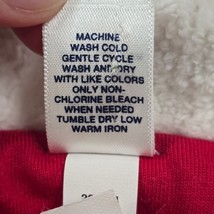 MACHINE
WASH COLD
GENTLE CYCLE
WASH AND DRY
WITH LIKE COLORS
ONLY NON-
CHLORINE BLEACH
WHEN NEEDED
TUMBLE DRY LOW
WARM IRON